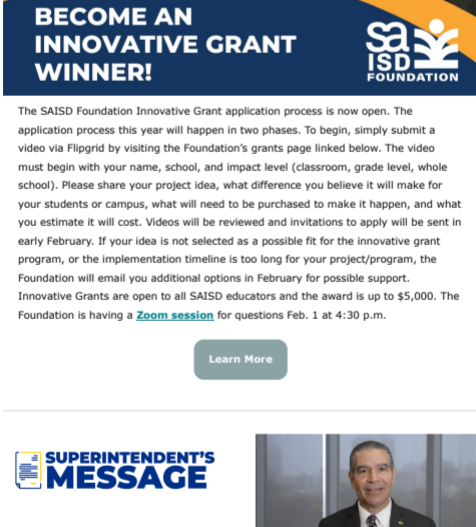 BECOME AN
INNOVATIVE GRANT
WINNER!
sa
ISD
FOUNDATION
The SAISD Foundation Innovative Grant application process is now open. The
application process this year will happen in two phases. To begin, simply submit a
video via Flipgrid by visiting the Foundation's grants page linked below. The video
must begin with your name, school, and impact level (classroom, grade level, whole
school). Please share your project idea, what difference you believe it will make for
your students or campus, what will need to be purchased to make it happen, and what
you estimate it will cost. Videos will be reviewed and invitations to apply will be sent in
early February. If your idea is not selected as a possible fit for the innovative grant
program, or the implementation timeline is too long for your project/program, the
Foundation will email you additional options in February for possible support.
Innovative Grants are open to all SAISD educators and the award is up to $5,000. The
Foundation is having a Zoom session for questions Feb. 1 at 4:30 p.m.
Learn More
SUPERINTENDENT'S
MESSAGE